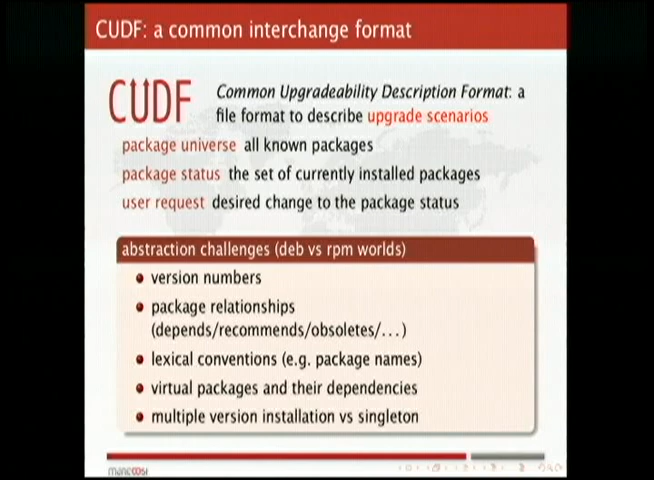 CUDF: a common interchange format
CUDF
Common Upgradeability Description Format: a
file format to describe upgrade scenarios
package universe all known packages
package status the set of currently installed packages
user request desired change to the package status
abstraction challenges (deb vs rpm worlds)
version numbers
package relationships
(depends/recommends/obsoletes/...)
lexical conventions (e.g. package names)
virtual packages and their dependencies
multiple version installation vs singleton
mancoosi